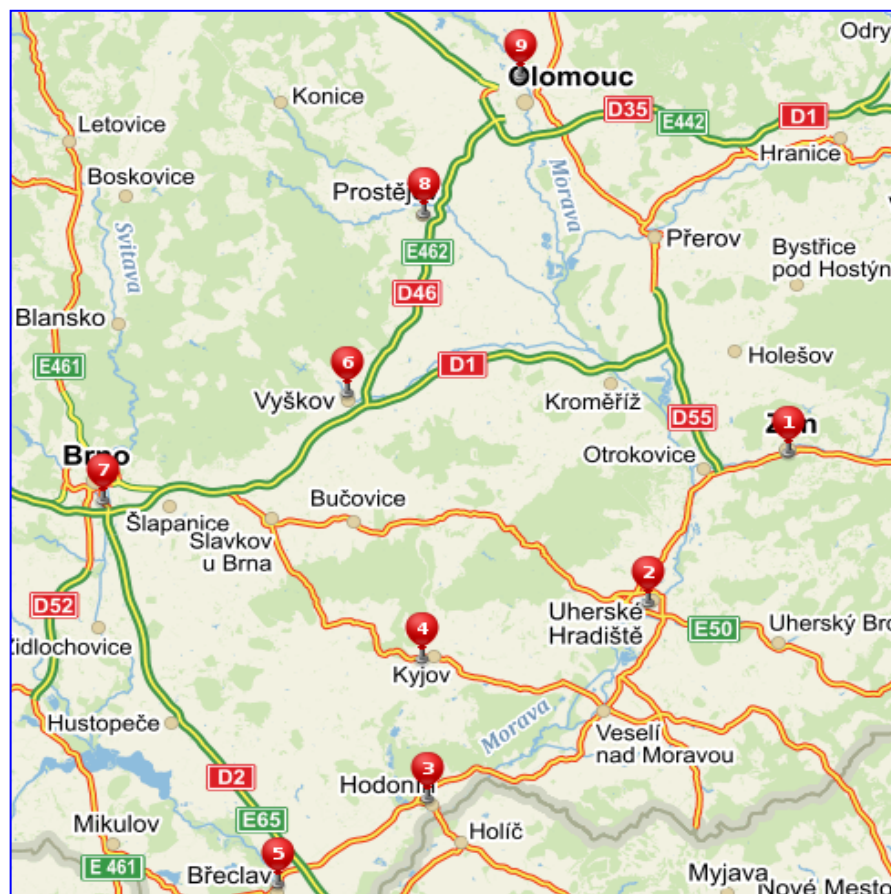 9
Odry
Olomouc
Konice
D35
E442
D1
Letovice
Hranice
Boskovice
Morava
8
Prostěj
Svitava
Přerov
Bystřice
pod Hostýn
E462
D46
Blansko
6
D1
Holešov
E461
Vyškov
Kroměříž
D55
1
Brno
7
Otrokovice
Bučovice
Šlapanice
Slavkov
u Brna
2
D52
Uherské
Hradiště
E50
Uherský Bro
Židlochovice
4
Kyjov
Morava
Hustopeče
Veselí
nad Moravou
3
D2
Hodonín
E65
Mikulov
Holíč
5
E 461
Břeclav
Myjava
Nové Mesto